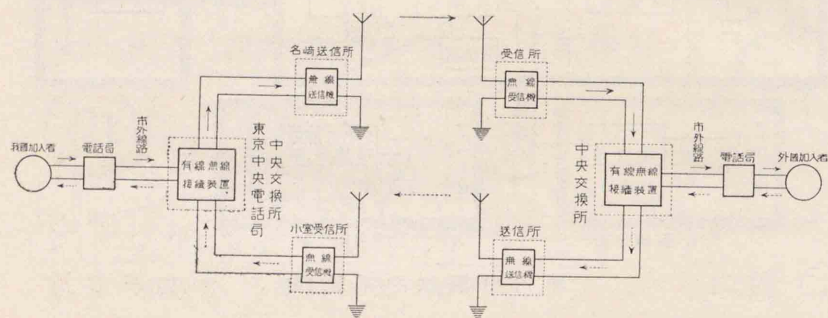 名崎送信所
無線
送信機
受信所
無線
受信機
我國加入者
電話局
市外線路
有線無線
接續装置
東京中央電話局
中央交換所
中央交換所
有線無線
接續装置
市外線路
電話局
外國加入者
小室受信所
無線
受信機
送信所
無線
送信機